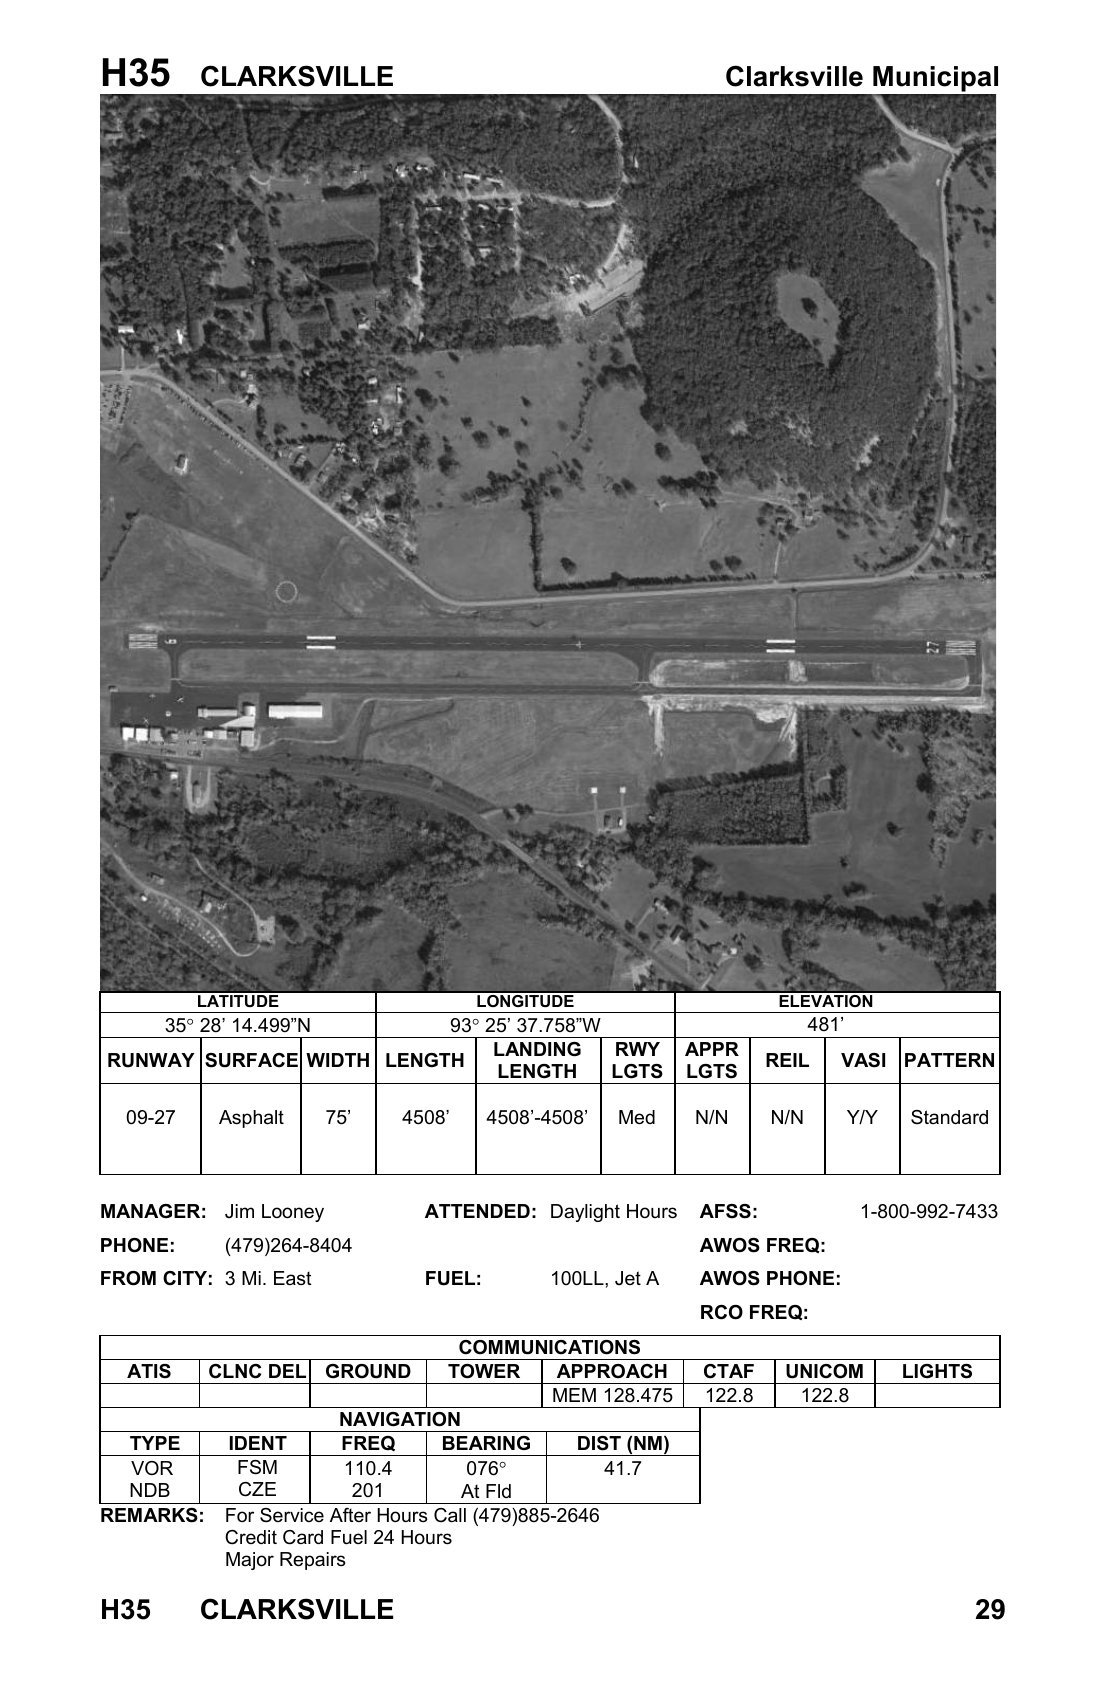 H35 CLARKSVILLE Clarksville Municipal
9 27
LATITUDE LONGITUDE ELEVATION
35° 28’ 14.499”N 93° 25’ 37.758”W 481’
RUNWAY SURFACE WIDTH LENGTH LANDING LENGTH RWY LGTS APPR LGTS REIL VASI PATTERN
09-27 Asphalt 75’ 4508’ 4508’-4508’ Med N/N N/N Y/Y Standard
MANAGER: Jim Looney ATTENDED: Daylight Hours AFSS: 1-800-992-7433
PHONE: (479)264-8404 AWOS FREQ:
FROM CITY: 3 Mi. East FUEL: 100LL, Jet A AWOS PHONE:
RCO FREQ:
COMMUNICATIONS
ATIS CLNC DEL GROUND TOWER APPROACH CTAF UNICOM LIGHTS
MEM 128.475 122.8 122.8
NAVIGATION
TYPE IDENT FREQ BEARING DIST (NM)
VOR FSM 110.4 076° 41.7
NDB CZE 201 At Fld
REMARKS: For Service After Hours Call (479)885-2646
Credit Card Fuel 24 Hours
Major Repairs
H35 CLARKSVILLE 29